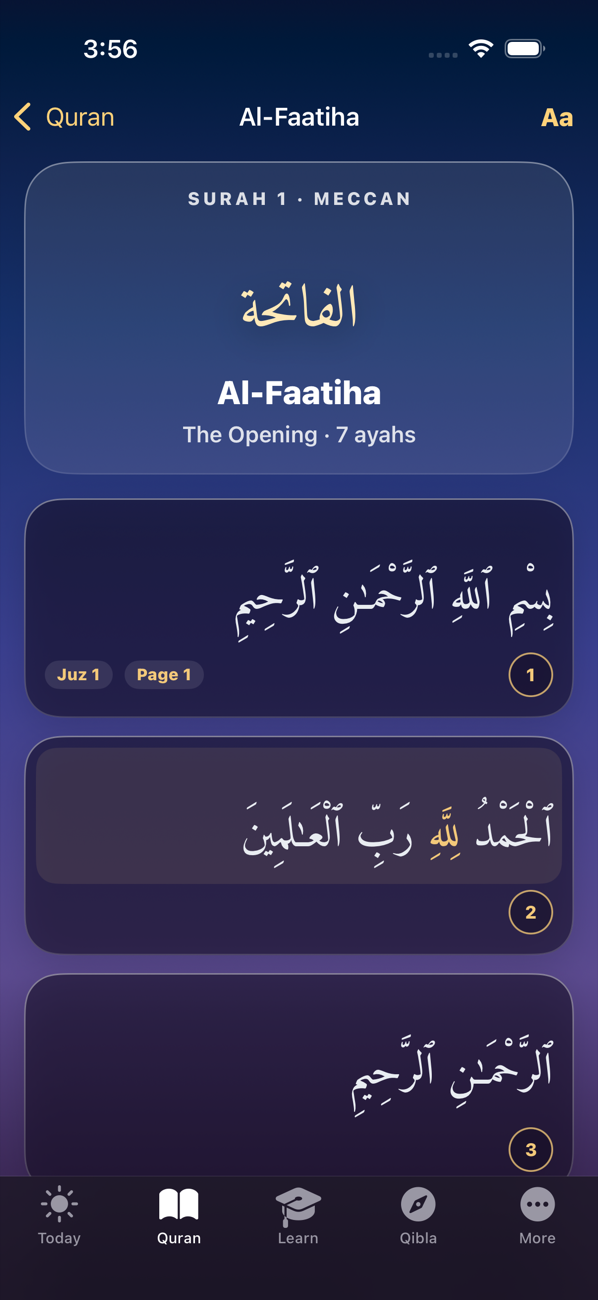 3:56
Quran
Al-Faatiha
Aa
SURAH 1 · MECCAN
الفاتحة
Al-Faatiha
The Opening · 7 ayahs
بِسْمِ ٱللَّهِ ٱلرَّحْمَـٰنِ ٱلرَّحِيمِ
Juz 1
Page 1
1
ٱلْحَمْدُ لِلَّهِ رَبِّ ٱلْعَـٰلَمِينَ
2
ٱلرَّحْمَـٰنِ ٱلرَّحِيمِ
3
Today
Quran
Learn
Qibla
More